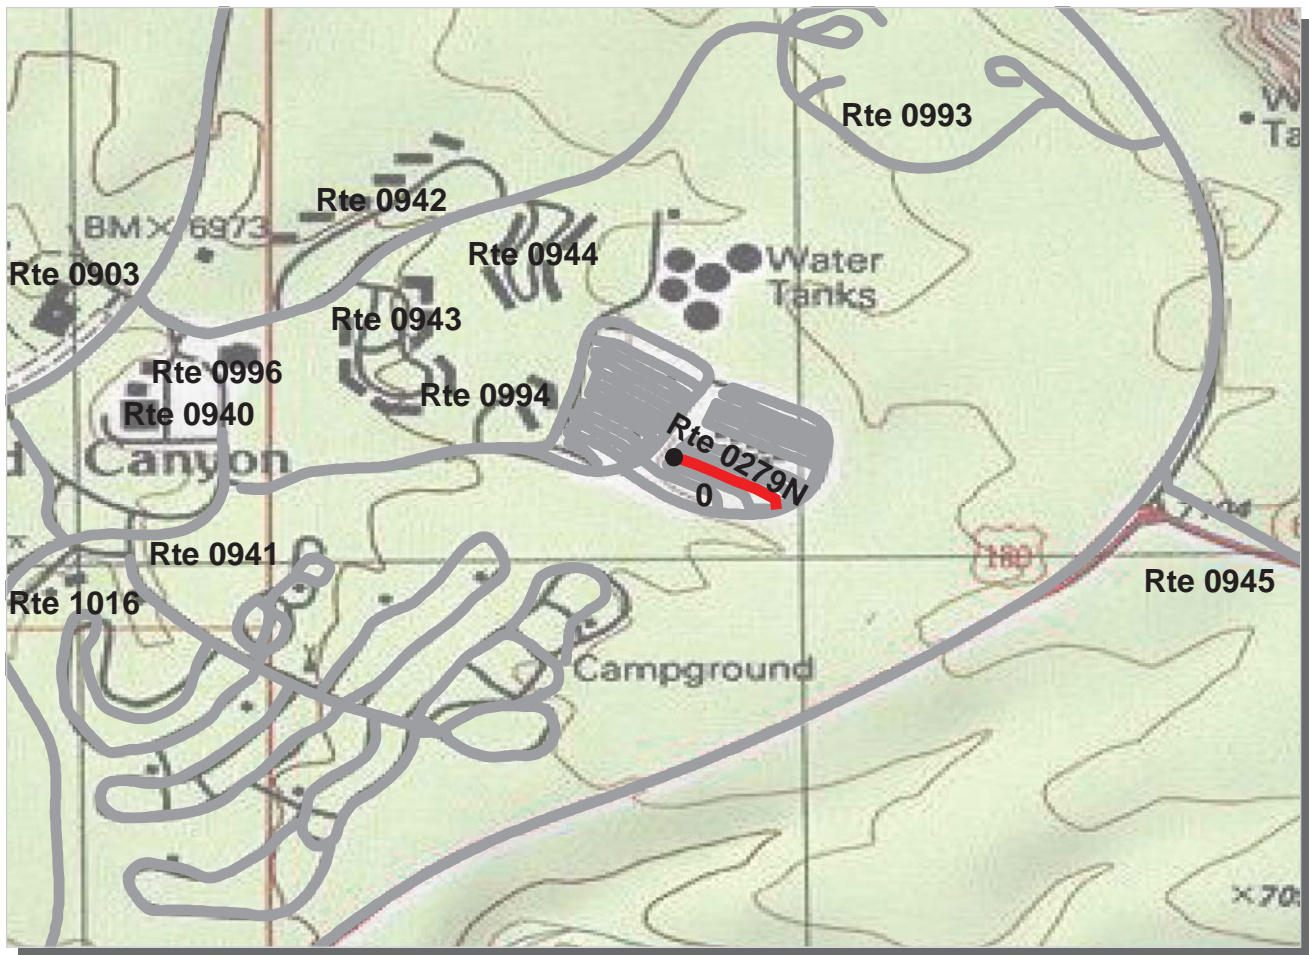 Rte 0993
W
Ta
Rte 0942
BM X 6973
Rte 0944
Rte 0903
Water
Tanks
Rte 0943
Rte 0996
Rte 0994
Rte 0940
Rte 0279N
d Canyon
0
180
Rte 0941
Rte 0945
Rte 1016
Campground
×70